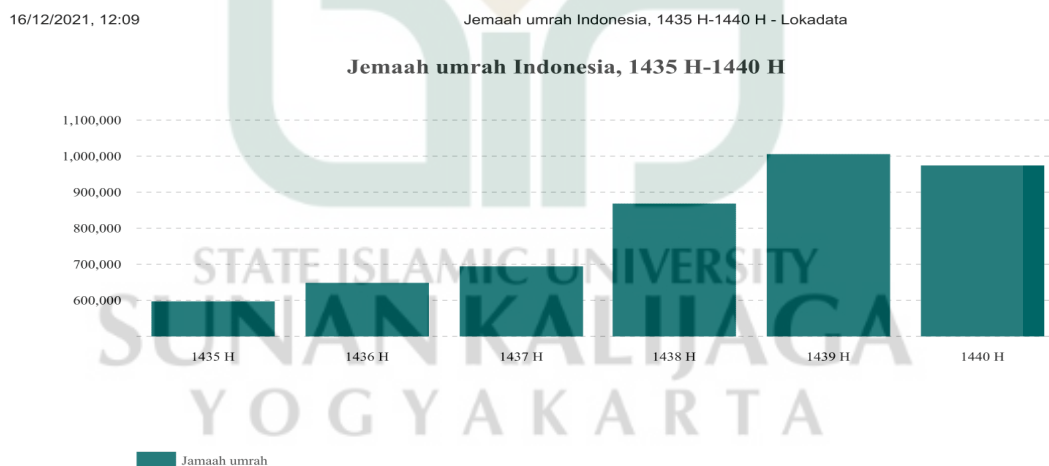 16/12/2021, 12:09 Jemaah umrah Indonesia, 1435 H-1440 H - Lokadata
Jemaah umrah Indonesia, 1435 H-1440 H
1,100,000
1,000,000
900,000
800,000
700,000
600,000
STATE ISLAMIC UNIVERSITY
SUNAN KALIJAGA
1435 H 1436 H 1437 H 1438 H 1439 H 1440 H
YOGYAKARTA
Jamaah umrah